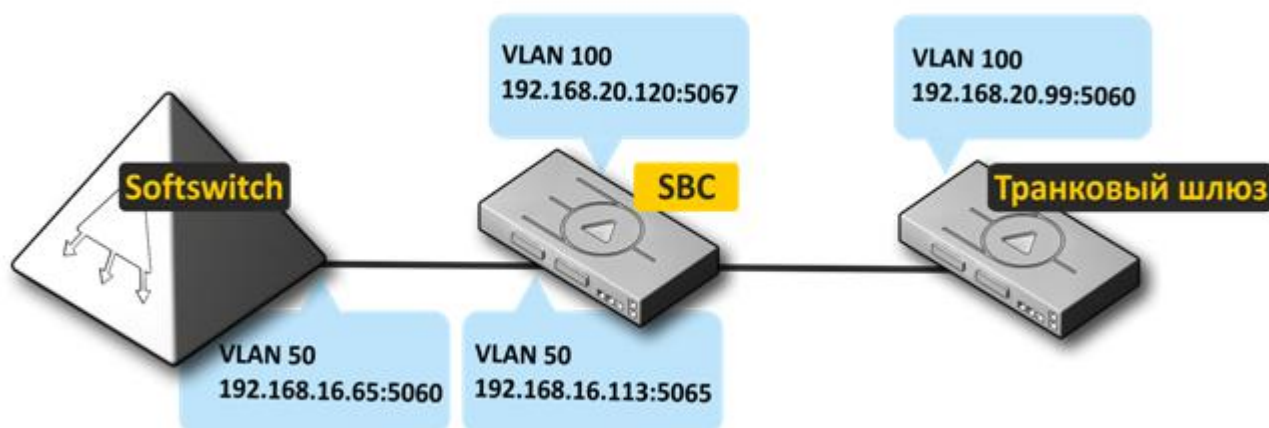 VLAN 100
192.168.20.120:5067
VLAN 100
192.168.20.99:5060
Softswitch
SBC
Транковый шлюз
VLAN 50
192.168.16.65:5060
VLAN 50
192.168.16.113:5065